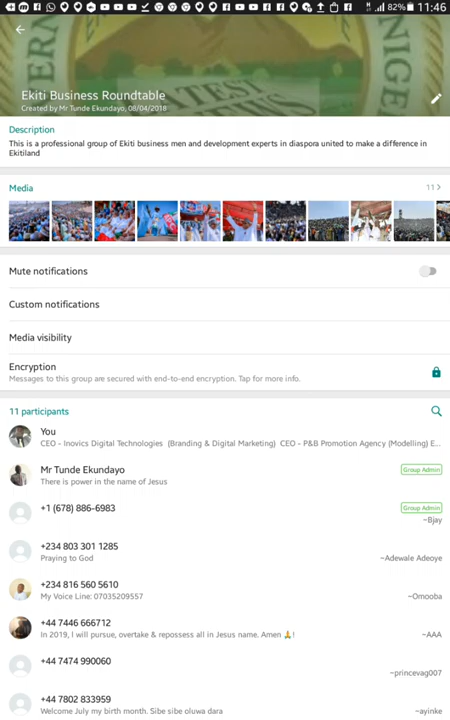 82% 11:46
Ekiti Business Roundtable
Created by Mr Tunde Ekundayo, 08/04/2018
Description
This is a professional group of Ekiti business men and development experts in diaspora united to make a difference in
Ekitiland
Media 11
Mute notifications
Custom notifications
Media visibility
Encryption
Messages to this group are secured with end-to-end encryption. Tap for more info.
11 participants
You
CEO - Inovics Digital Technologies (Branding & Digital Marketing) CEO - P&B Promotion Agency (Modelling) E...
Mr Tunde Ekundayo Group Admin
There is power in the name of Jesus
+1 (678) 886-6983 Group Admin
~Bjay
+234 803 301 1285
Praying to God ~Adewale Adeoye
+234 816 560 5610
My Voice Line: 07035209557 ~Omooba
+44 7446 666712
In 2019, I will pursue, overtake & repossess all in Jesus name. Amen 🙏! ~AAA
+44 7474 990060
~princevag007
+44 7802 833959
Welcome July my birth month. Sibe sibe oluwa dara ~ayinke